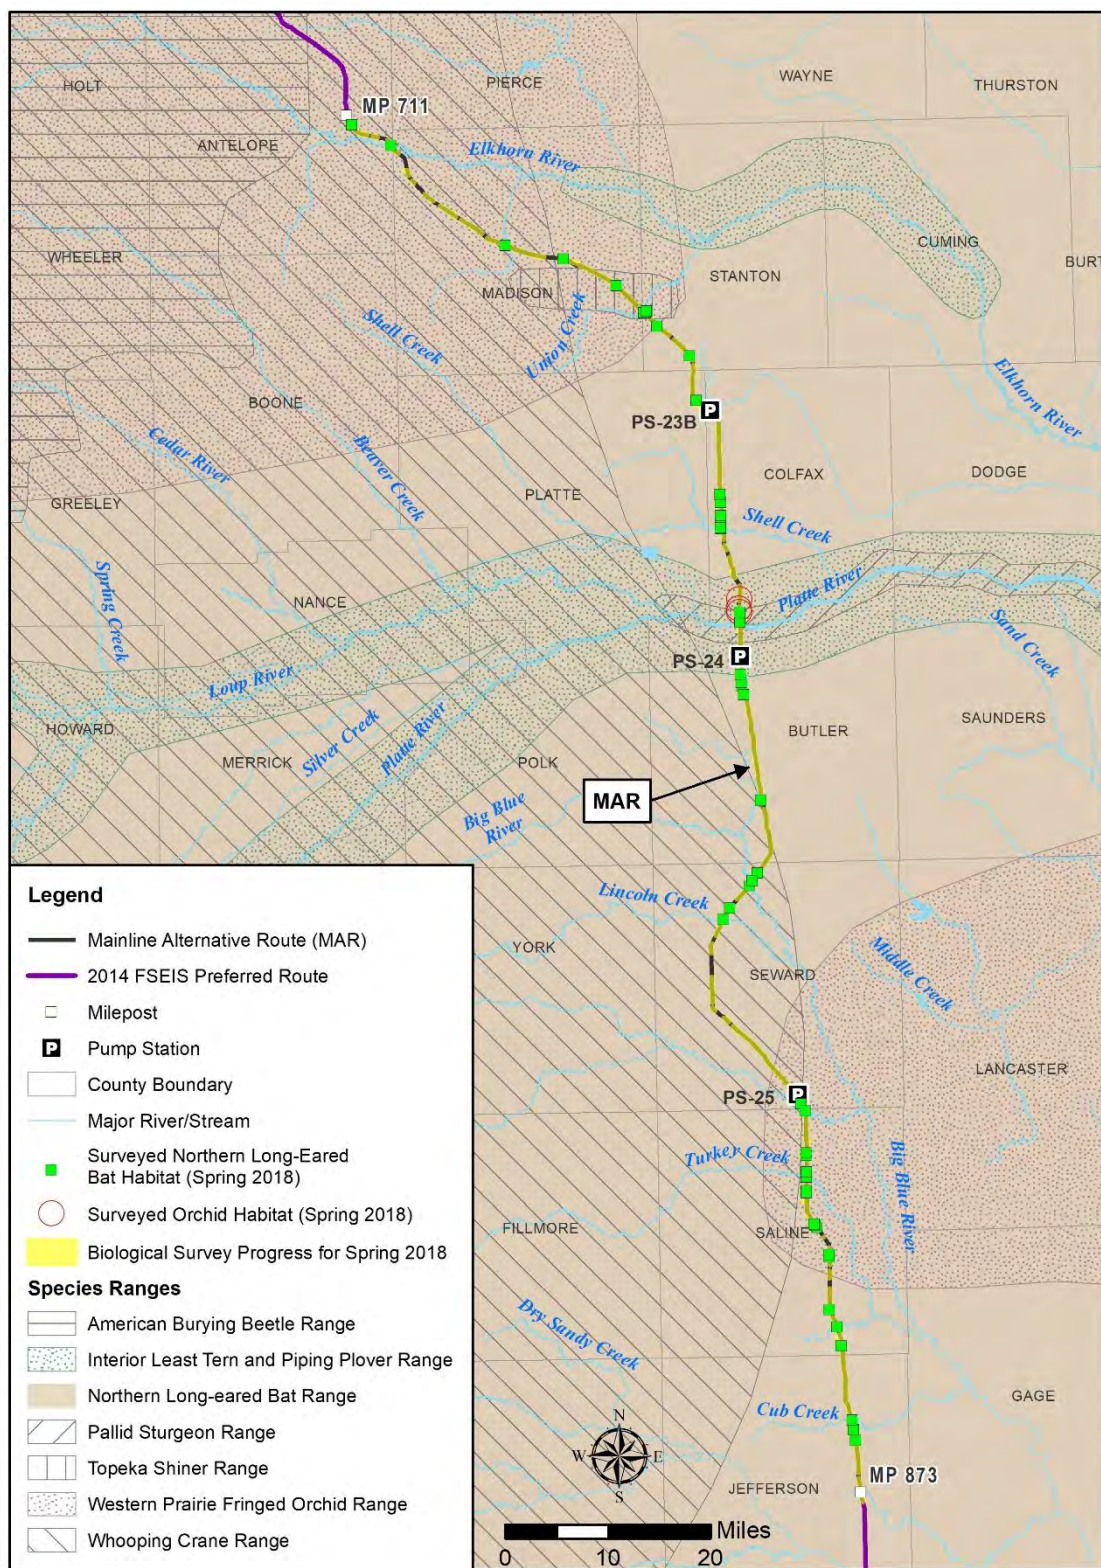 HOLT
PIERCE
WAYNE
THURSTON
MP 711
ANTELOPE
Elkhorn River
WHEELER
CUMING
BURT
STANTON
MADISON
Shell Creek
Union Creek
Elkhorn River
BOONE
PS-23B
Cedar River
Beaver Creek
COLFAX
DODGE
PLATTE
GREELEY
Shell Creek
Spring Creek
NANCE
Platte River
Sand Creek
PS-24
Loup River
HOWARD
Silver Creek
Platte River
MERRICK
POLK
BUTLER
SAUNDERS
MAR
Big Blue
River
Lincoln Creek
YORK
SEWARD
Middle Creek
LANCASTER
PS-25
Turkey Creek
Big Blue River
FILLMORE
SALINE
Dry Sandy Creek
GAGE
Cub Creek
MP 873
JEFFERSON
Legend
Mainline Alternative Route (MAR)
2014 FSEIS Preferred Route
Milepost
P Pump Station
County Boundary
Major River/Stream
Surveyed Northern Long-Eared
Bat Habitat (Spring 2018)
Surveyed Orchid Habitat (Spring 2018)
Biological Survey Progress for Spring 2018
Species Ranges
American Burying Beetle Range
Interior Least Tern and Piping Plover Range
Northern Long-eared Bat Range
Pallid Sturgeon Range
Topeka Shiner Range
Western Prairie Fringed Orchid Range
Whooping Crane Range
N
W E
S
Miles
0 10 20